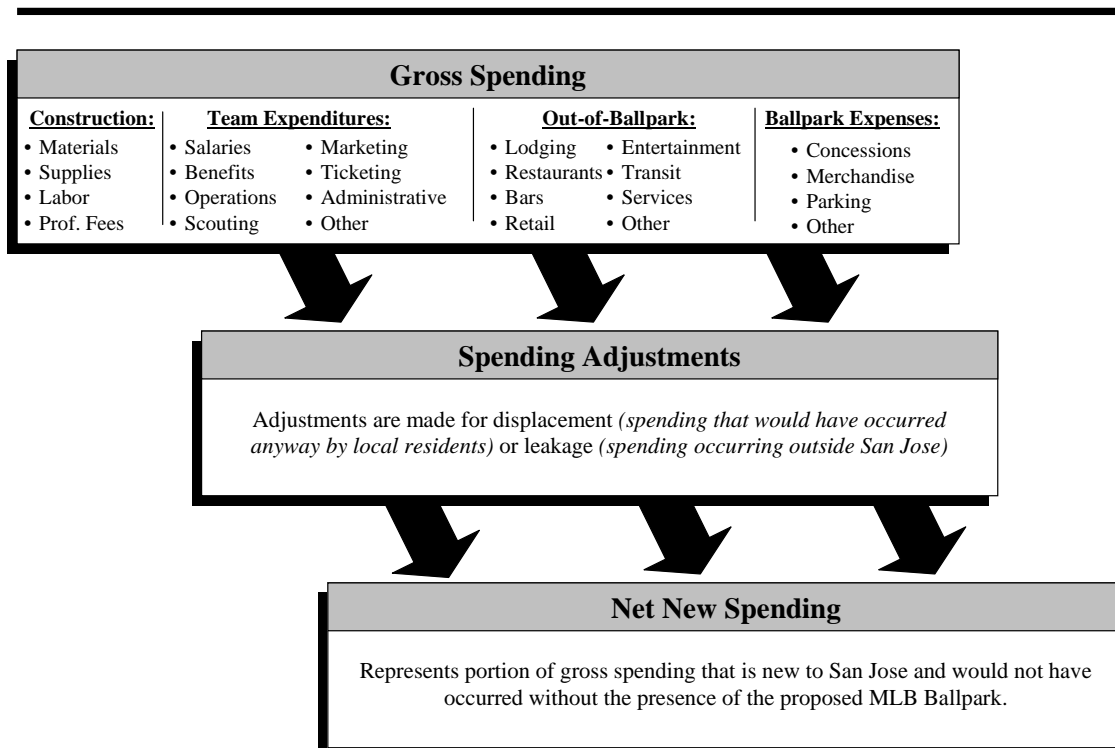 Gross Spending
Construction:
• Materials
• Supplies
• Labor
• Prof. Fees
Team Expenditures:
• Salaries
• Benefits
• Operations
• Scouting
• Marketing
• Ticketing
• Administrative
• Other
Out-of-Ballpark:
• Lodging
• Restaurants
• Bars
• Retail
• Entertainment
• Transit
• Services
• Other
Ballpark Expenses:
• Concessions
• Merchandise
• Parking
• Other
Spending Adjustments
Adjustments are made for displacement (spending that would have occurred
anyway by local residents) or leakage (spending occurring outside San Jose)
Net New Spending
Represents portion of gross spending that is new to San Jose and would not have
occurred without the presence of the proposed MLB Ballpark.